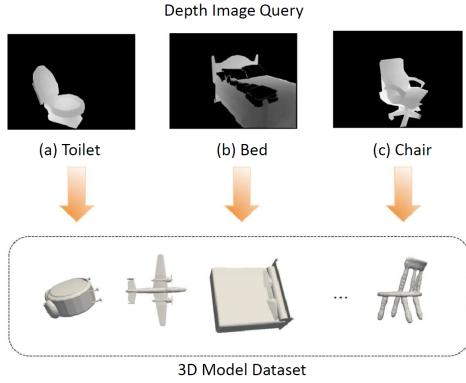 Depth Image Query
(a) Toilet
(b) Bed
(c) Chair
...
3D Model Dataset